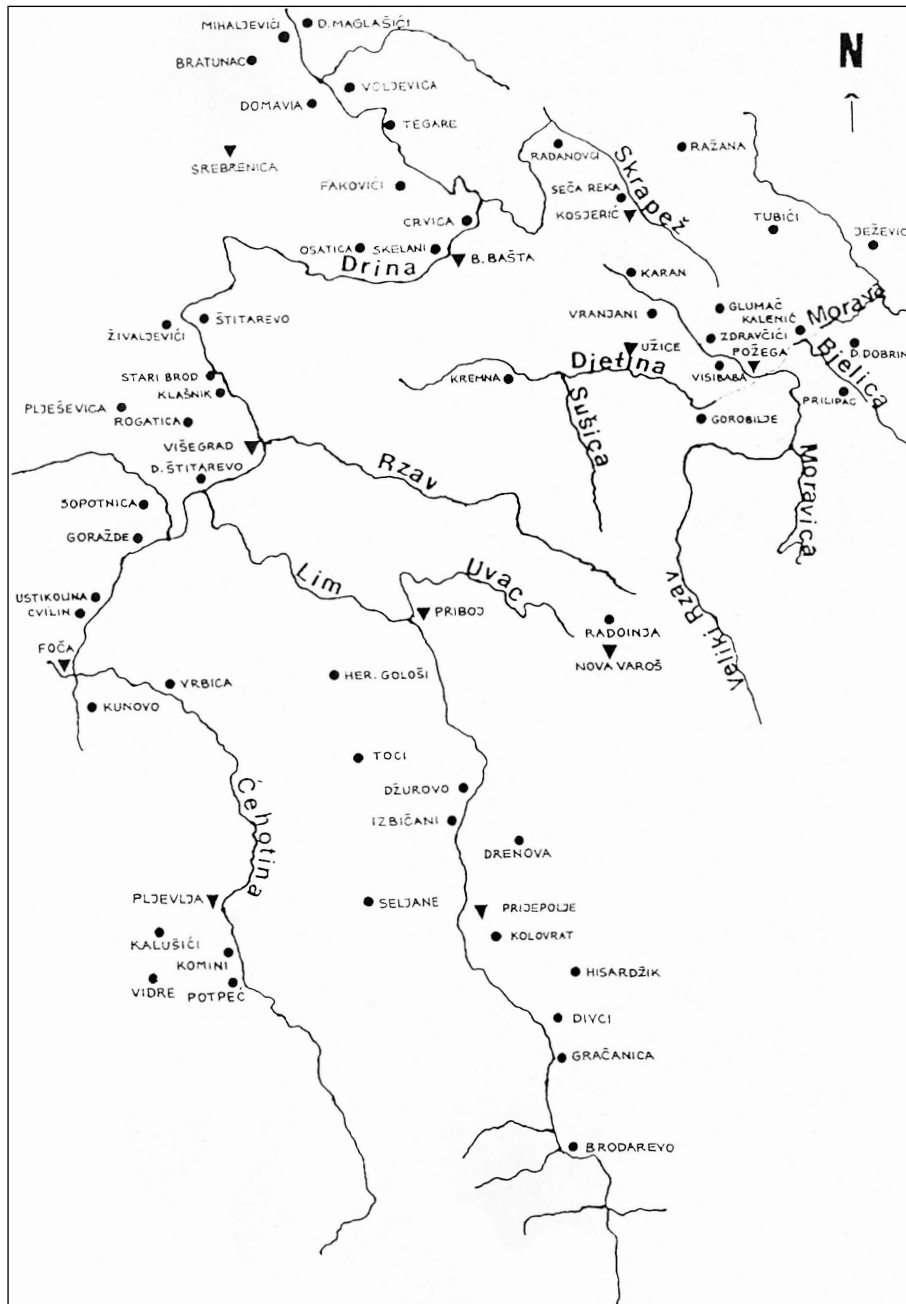 MIHALJEVIĆI
D. MAGLAŠIĆI
N
BRATUNAC
VOLJEVICA
DOMAVIA
TEGARE
RAŽANA
RADANOVCI
SREBRENICA
Skrapež
FAKOVIĆI
SEČA REKA
KOSJERIĆ
TUBIĆI
CRVICA
JEŽEVICA
OSATICA
SKELANI
Drina
B. BAŠTA
KARAN
GLUMAČ
KALENIĆ
Morava
VRANJANI
ŠTITAREVO
ŽIVALJEVIĆI
ZDRAVČIĆI
UŽICE
POŽEGA
Bjelica
D. DOBRINJ
Djetina
VISIBABA
STARI BROD
KREMNA
KLAŠNIK
PRILIPAC
PLJEŠEVICA
ROGATICA
Sušica
GOROBILJE
VIŠEGRAD
Rzav
D. ŠTITAREVO
Moravica
SOPOTNICA
GORAŽDE
Lim
Uvac
USTIKOLINA
CVILIN
PRIBOJ
RADOINJA
Veliki Rzav
FOČA
NOVA VAROŠ
HER. GOLOŠI
VRBICA
KUNOVO
TOCI
DŽUROVO
Ćehotina
IZBIČANI
DRENOVA
PLJEVLJA
SELJANE
PRIJEPOLJE
KALUŠIĆI
KOLOVRAT
KOMINI
VIDRE
POTPEĆ
HISARDŽIK
DIVCI
GRAČANICA
BRODAREVO